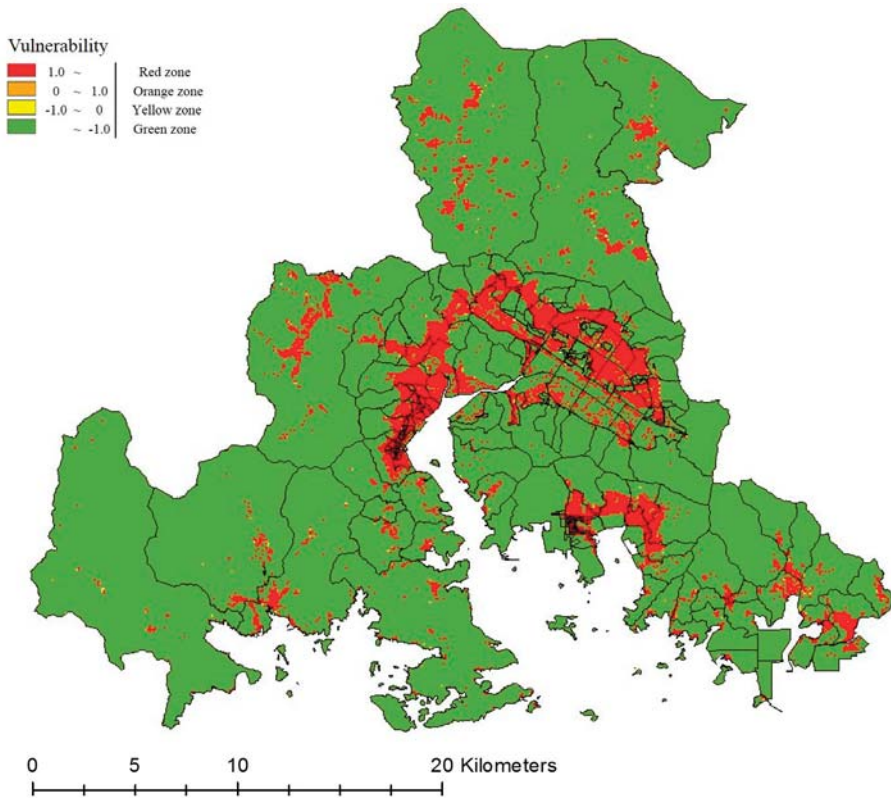 Vulnerability
1.0 ~ Red zone
0 ~ 1.0 Orange zone
-1.0 ~ 0 Yellow zone
~ -1.0 Green zone
0 5 10 20 Kilometers